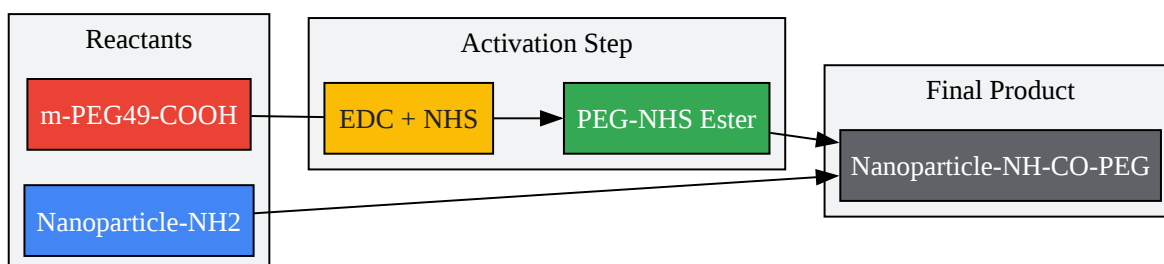 Reactants
m-PEG49-COOH
Nanoparticle-NH2
Activation Step
EDC + NHS
PEG-NHS Ester
Final Product
Nanoparticle-NH-CO-PEG